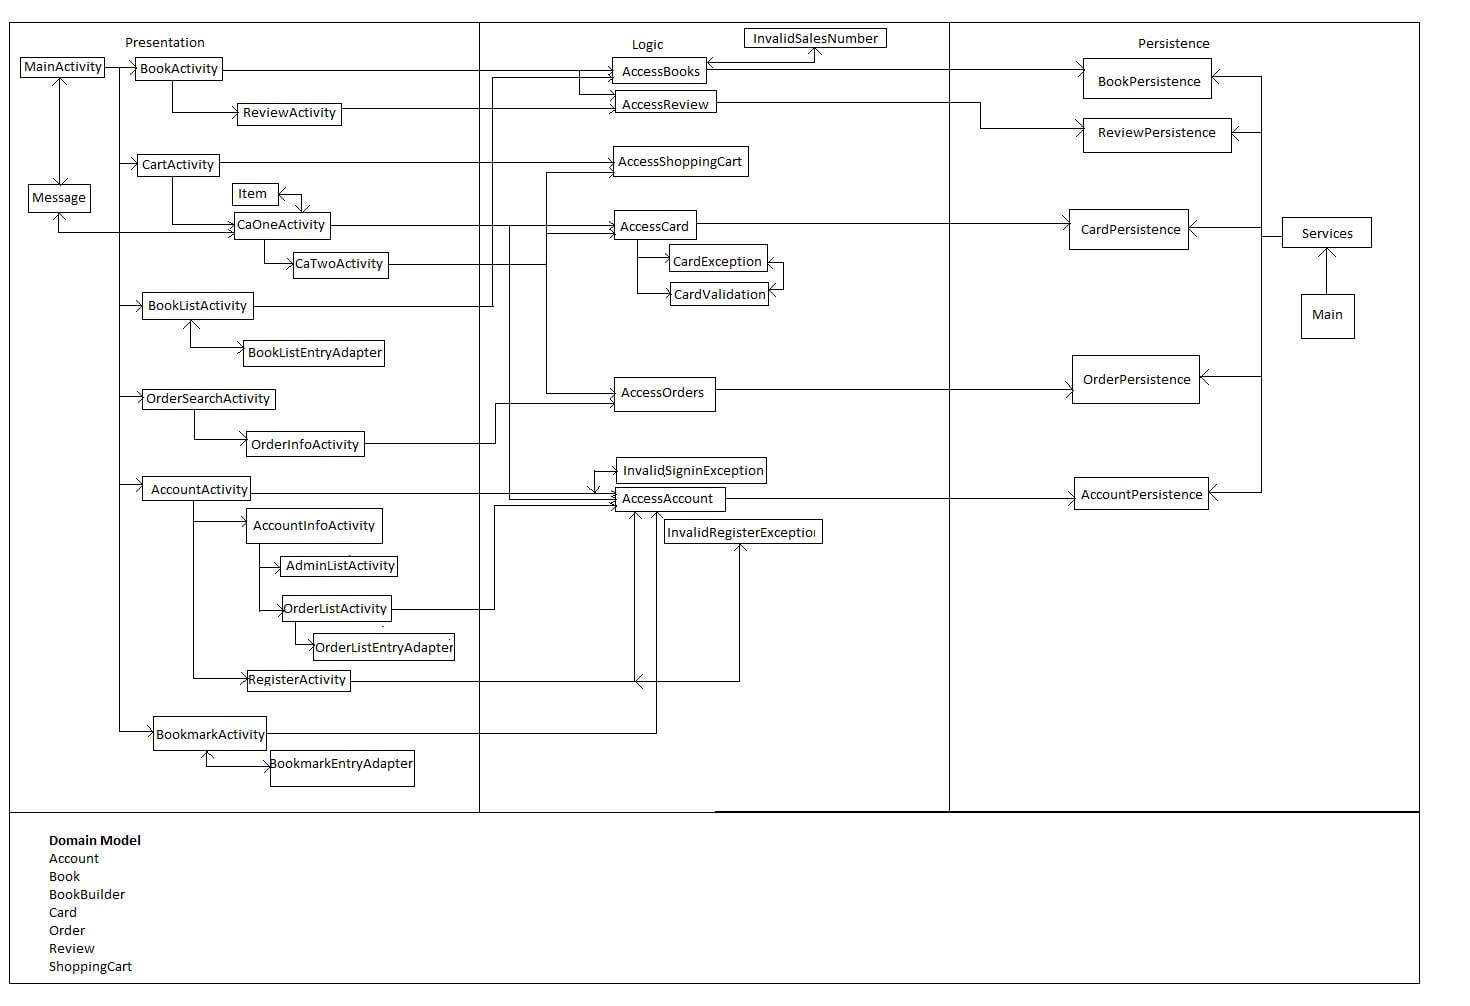 Presentation
MainActivity
BookActivity
ReviewActivity
CartActivity
Item
Message
CaOneActivity
CaTwoActivity
BookListActivity
BookListEntryAdapter
OrderSearchActivity
OrderInfoActivity
AccountActivity
AccountInfoActivity
AdminListActivity
OrderListActivity
OrderListEntryAdapter
RegisterActivity
BookmarkActivity
BookmarkEntryAdapter
Logic
InvalidSalesNumber
AccessBooks
AccessReview
AccessShoppingCart
AccessCard
CardException
CardValidation
AccessOrders
InvalidSigninException
AccessAccount
InvalidRegisterException
Persistence
BookPersistence
ReviewPersistence
CardPersistence
Services
Main
OrderPersistence
AccountPersistence
Domain Model
Account
Book
BookBuilder
Card
Order
Review
ShoppingCart